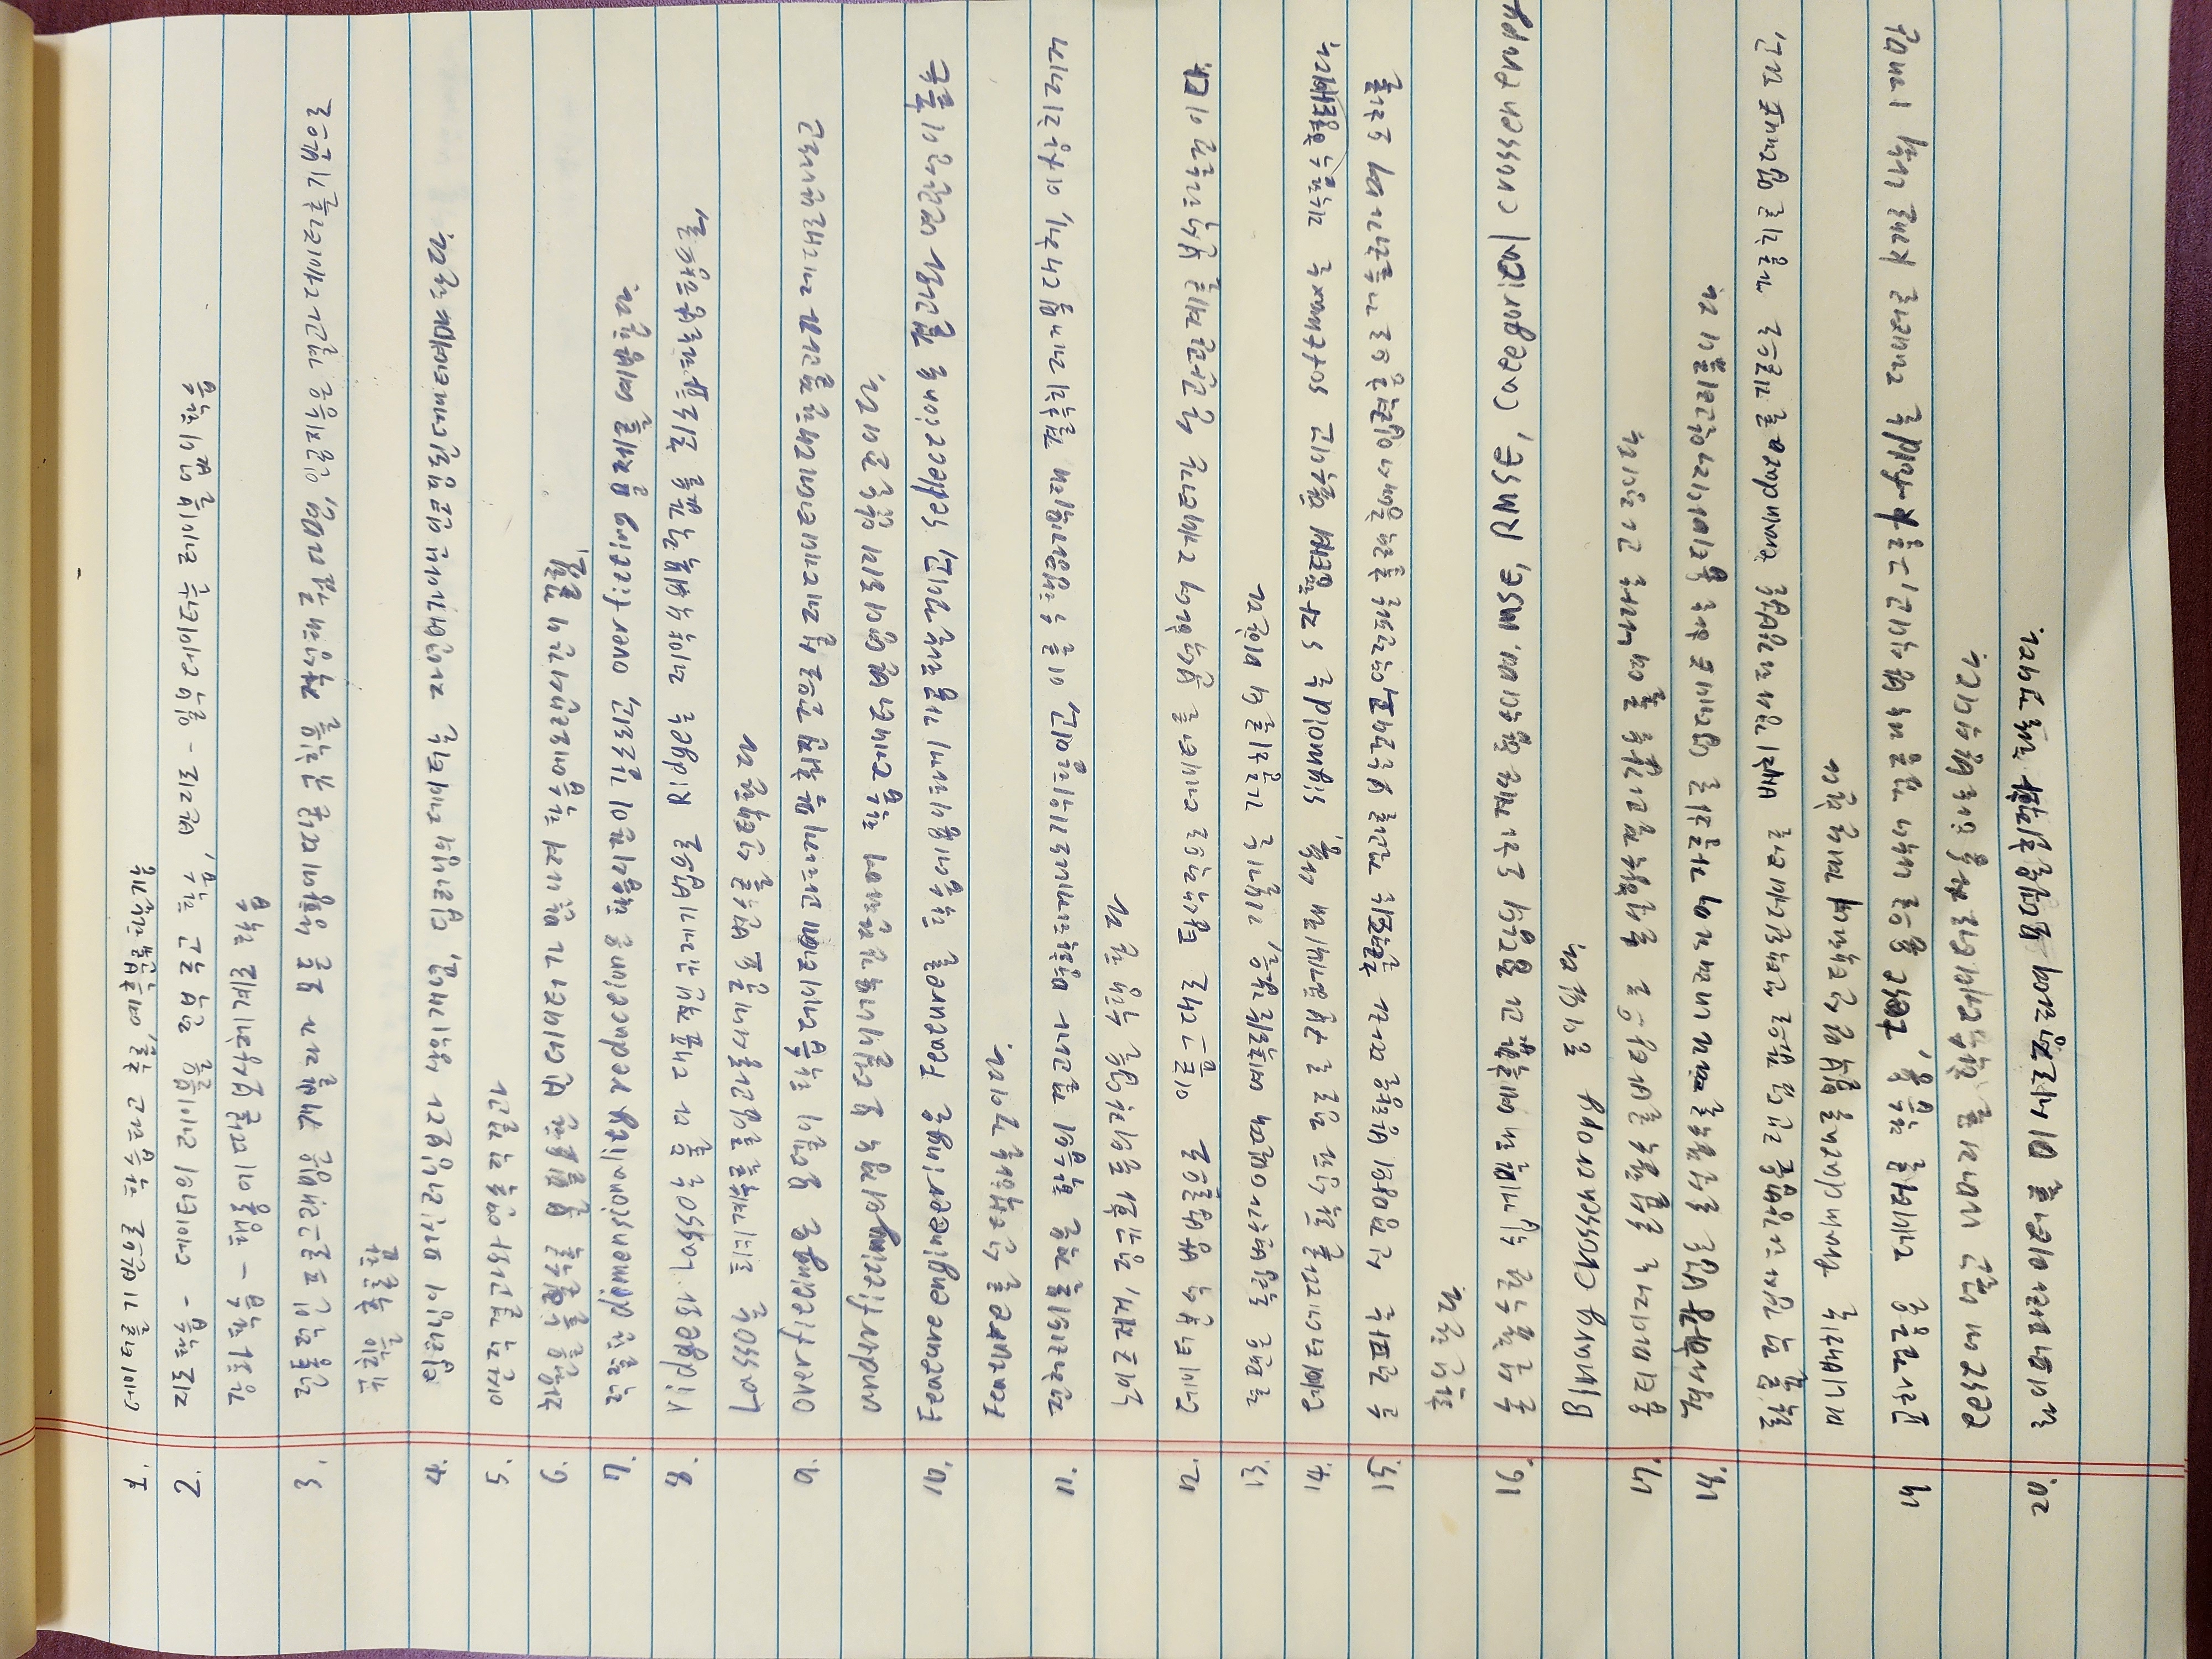 1. 데이터를 기반으로 학습하고 추론, 예측분류하는기능
2. 지도학습 - 데이터의 레이블을 전부 주고 학습, 반지도 - 일부데이터는 레이블 없이 학습
강화학습 - 행동에 따른 보상체계로 학습
3. 전통적인 프로그래밍은 개발자가 모든 상황에 따른 규칙을 작성해 줬다면, 인공지능은 결과데이터를기반으로
규칙을 추론함
4. 딥러닝이 머신러닝보다 상위개념, 딥러닝의 데이터는 자연어가아닌 인코딩된데이터여야 한다.
5. 이산적결과와 연속적결과
6. 차원을 늘릴수록 불필요한 빈데이터가 학습에오랜시간이 걸림.
7. 적절한 dimensionality reduction은 학습시간이 감소되고, overfitting 문제를 예방한다.
8. ridge와 Lasso는 둘다 대표적인규제기법으로 Ridge는 제약 최소화하는방향으로,
Lasso는 회귀계수를 줄임과동시에중요 변수를 선택한다
9. overfitting은 모델이 학습데이터에 과하게 맞춰진 것으로 실제데이터에대한결과가 제대로안나오고
underfitting의경우 모델이너무간단하여 학습데이터 반영이되지 않는것이다.
10. Feature engineering은 Feature를 학습에용이하게 가공하는것이고, sellection은 결과와 연관성이 높은
Feature를 선택하는것이다.
11. 전처리의목적은 학습의 결과가 명확하게나오기위함이고, 이를 수행하기위해 결측치제거및대체, 이상치제거
노이즈제거, 정규화 등의작업을 수행 한다
12. 데이터분석 방법론으로 이름그대로 탐색적으로데이터를 분석하여 데이터간 상관관계를 분석하는것이다.
13. 절편은 독립변수가 0일때 예측되는값을, 기울기는 가중치를의미한다
14. 데이터에따른 사용, sigmoid는 s자 형태의 함수이고 softmax는 지수함수 형태이다.
15. 순전파는 신경망의 방향을 따라 출력되는 결과를 보는것이고,역전파는 출력층에서입력층으로거슬러가며 오차를
확인한다.
16. 손실함수란 쉽게말해예측값과 정답의 오차 계산함수이며. MSE, RMSE, Categorical crossentropy
Binary crossentropy 등이있다.
17. 옵티마이저는 손실함수를바탕으로 손실함수결과값을 줄여나가는 과정이다.
18. 경사하강법은 손실함수를따라 내려가며 가중치를 업데이트하는 옵티마이저알고리즘이다.
확률적경사하강법은 랜덤값으로선택된데이터로 배치경사하강법은 traindata를기준으로 가중치를업데이트하고,
미니배치는 traindata중일부만선택하여계산한다
19 교차검증은 데이터를 학습용, test 용으로 나눠서 검증하는방식이고, 그중k-fold는 데이터를 k개로 나눠 1개만
test에 넣고 나머지를 학습데이터로사용하는방식이다.
20. 하이퍼파라미터를 미세조정하여 모델을최적화 하는것이다.